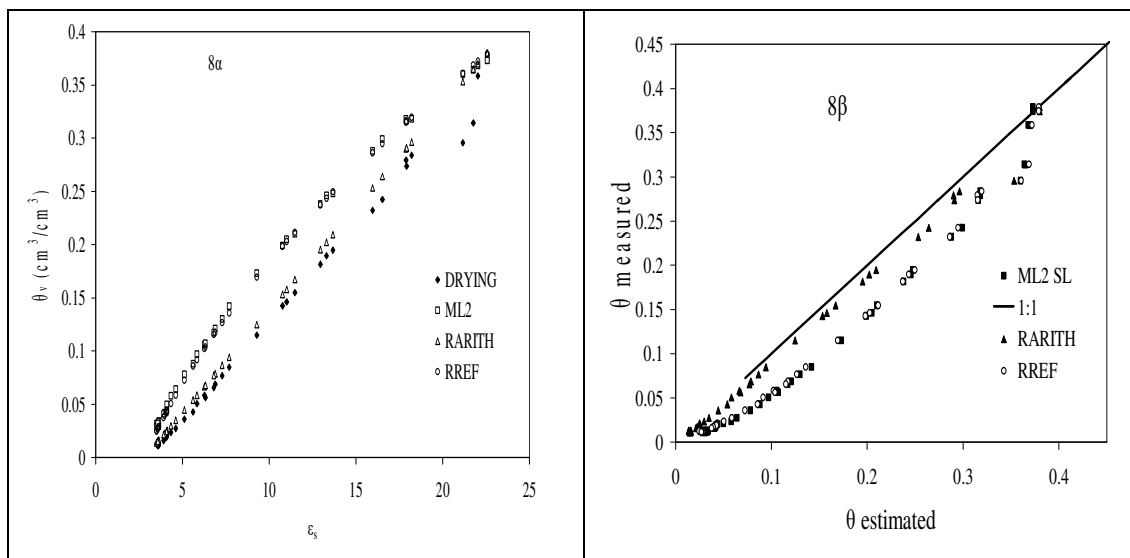 8α
0.4
0.35
0.3
0.25
0.2
0.15
0.1
0.05
0
θv (cm³/cm³)
0 5 10 15 20 25
εs
DRYING
ML2
RARITH
RREF
8β
0.45
0.4
0.35
0.3
0.25
0.2
0.15
0.1
0.05
0
θ measured
0 0.1 0.2 0.3 0.4
θ estimated
ML2 SL
1:1
RARITH
RREF